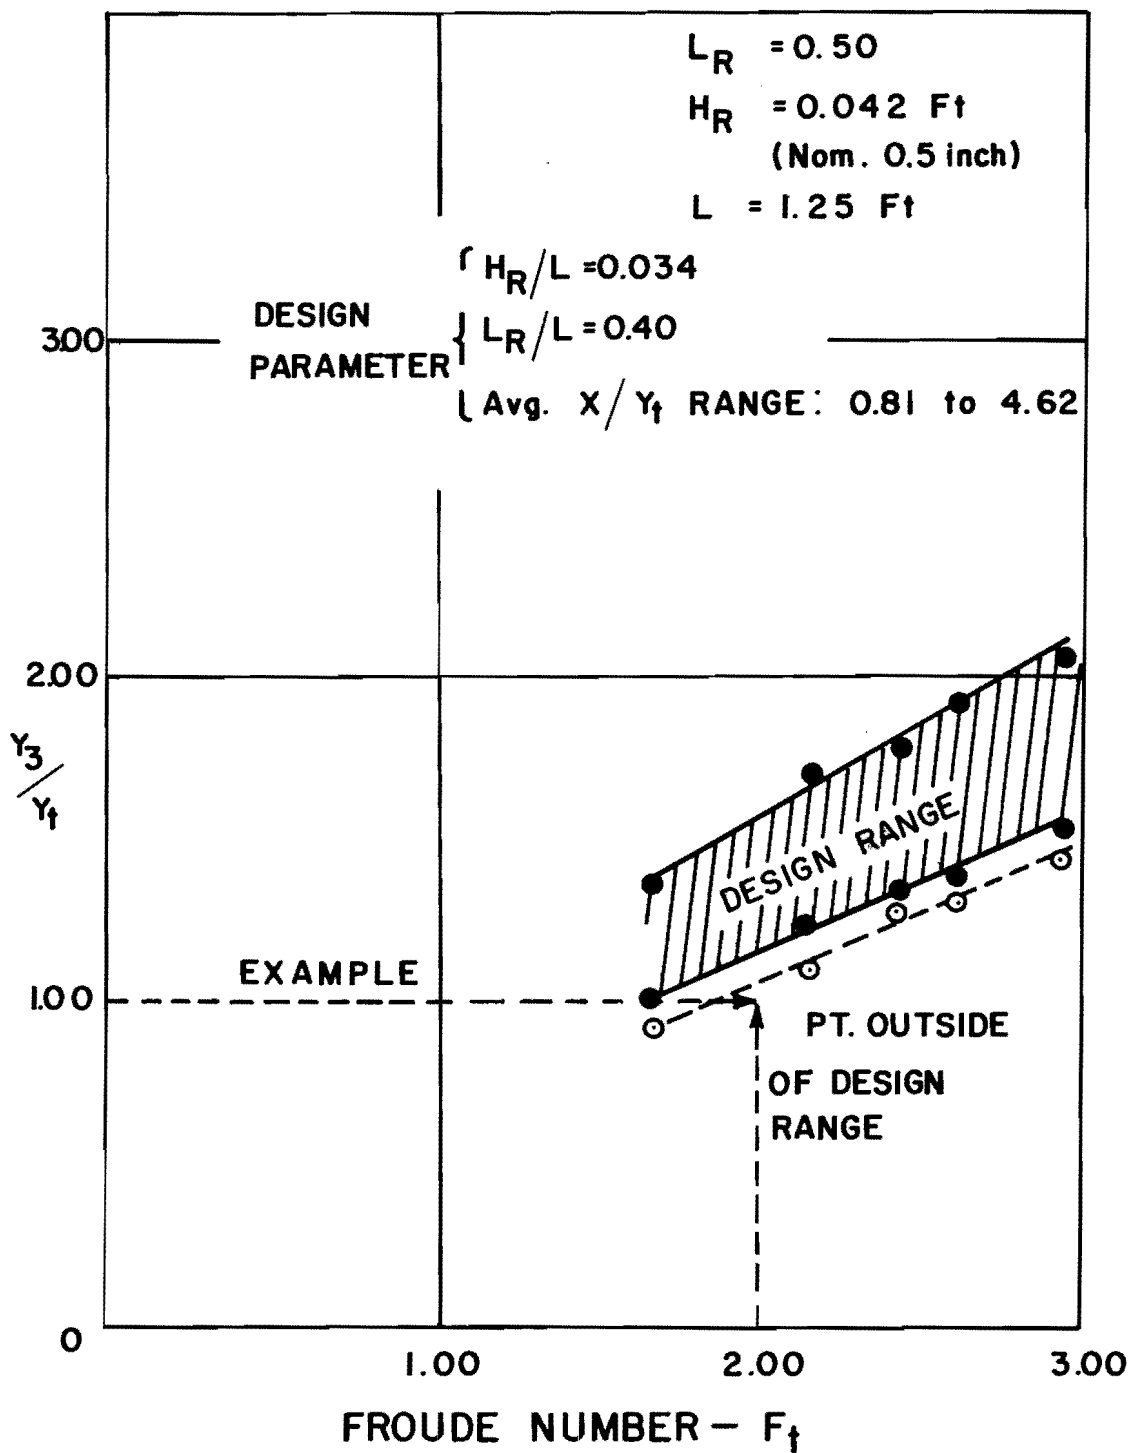 L_R = 0.50
H_R = 0.042 Ft
(Nom. 0.5 inch)
L = 1.25 Ft
DESIGN
PARAMETER
H_R/L =0.034
L_R/L = 0.40
Avg. X/Y_t RANGE: 0.81 to 4.62
3.00
2.00
Y_3/Y_t
DESIGN RANGE
EXAMPLE
1.00
PT. OUTSIDE
OF DESIGN
RANGE
0
1.00
2.00
3.00
FROUDE NUMBER – F_t